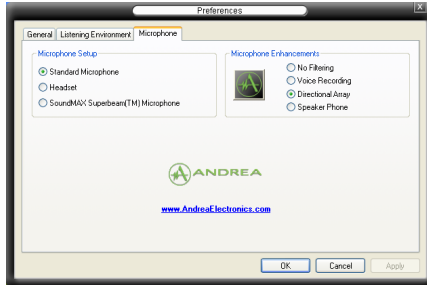 Preferences
X
General Listening Environment Microphone
Microphone Setup
Standard Microphone
Headset
SoundMAX Superbeam(TM) Microphone
Microphone Enhancements
No Filtering
Voice Recording
Directional Array
Speaker Phone
ANDREA
www.AndreaElectronics.com
OK Cancel Apply